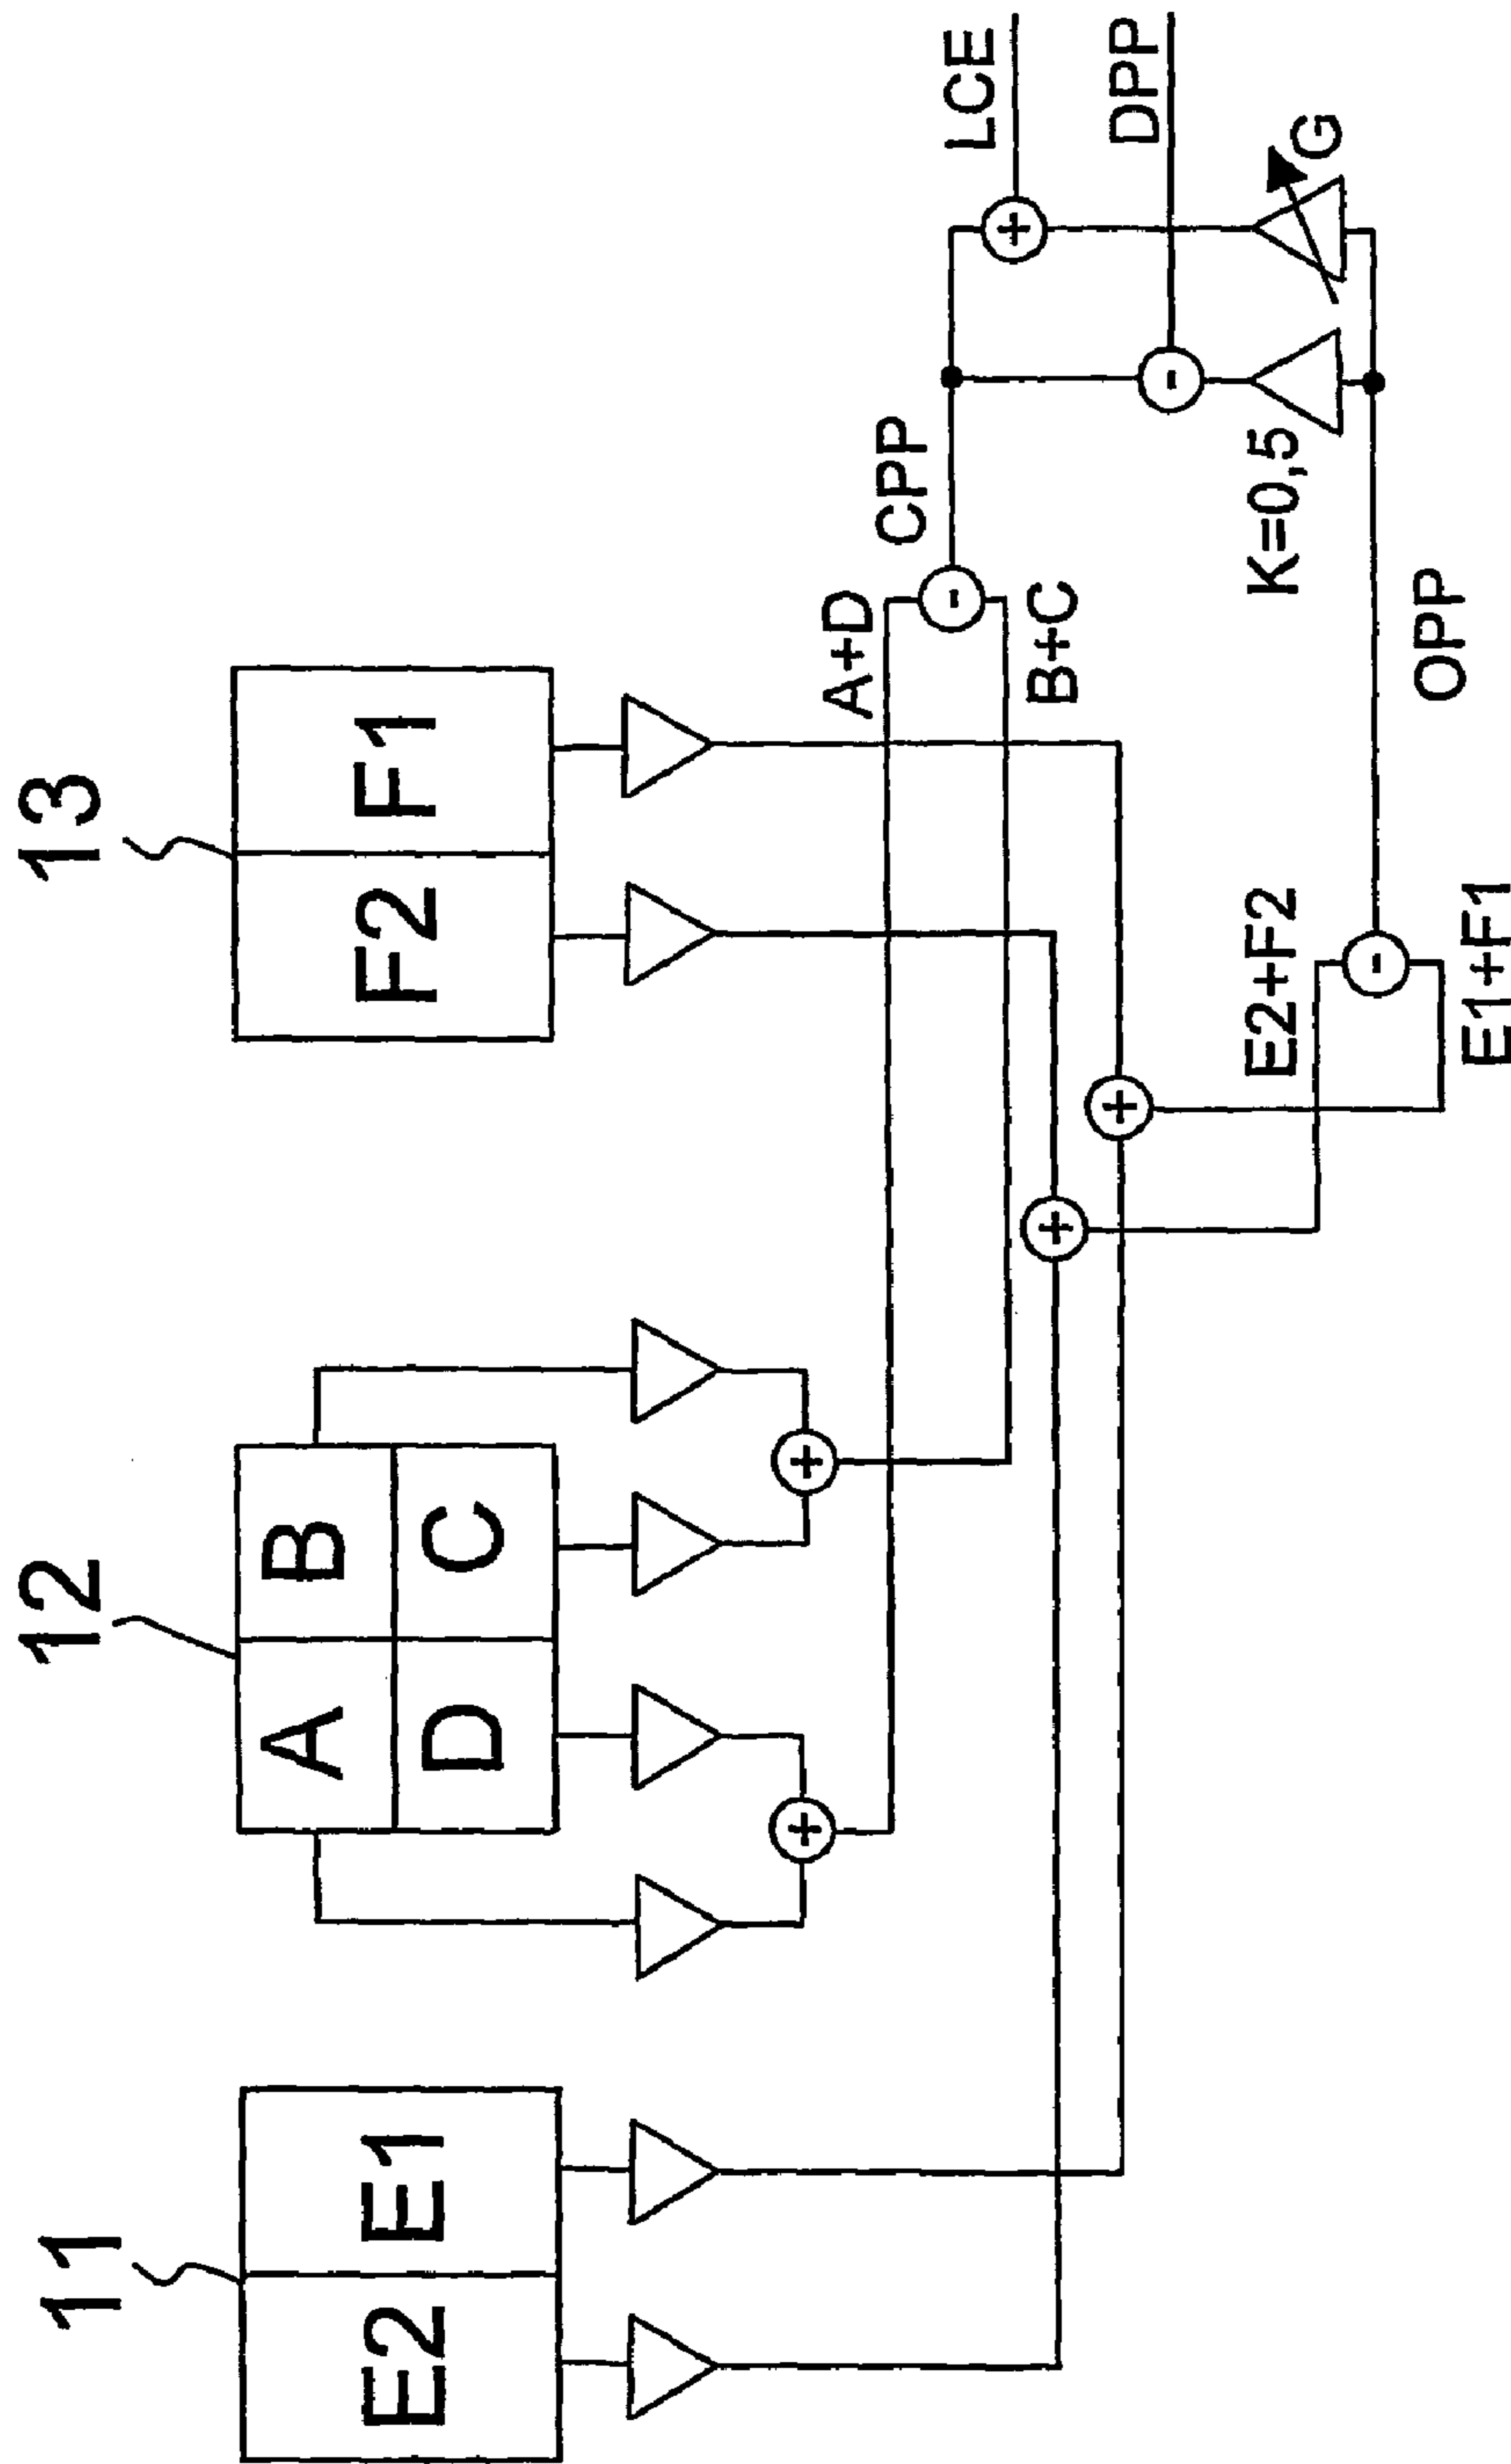 11
12
13
E2 E1
A B
D C
F2 F1
A+D
CPP
B+C
LCE
DPP
K=0,5
G
E2+F2
OPP
E1+F1
+
+
+
+
-
-
-
+